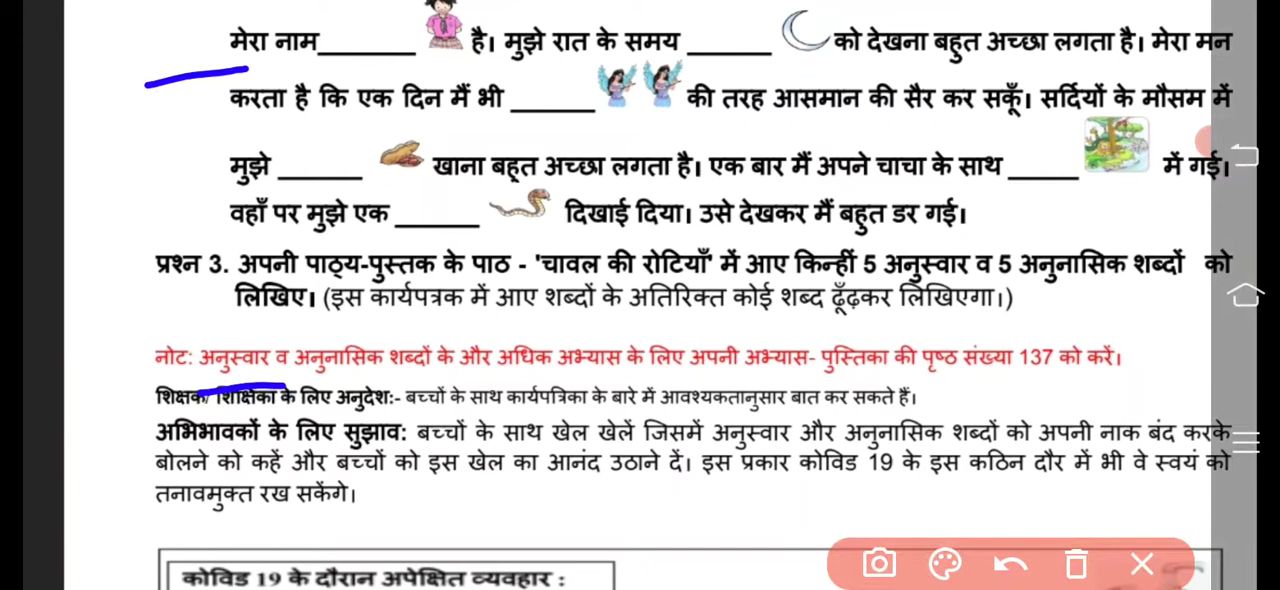 मेरा नाम______ है। मुझे रात के समय ______ को देखना बहुत अच्छा लगता है। मेरा मन
करता है कि एक दिन मैं भी ______ की तरह आसमान की सैर कर सकूँ। सर्दियों के मौसम में
मुझे ______ खाना बहुत अच्छा लगता है। एक बार मैं अपने चाचा के साथ _____ में गई।
वहाँ पर मुझे एक ______ दिखाई दिया। उसे देखकर मैं बहुत डर गई।
प्रश्न 3. अपनी पाठ्य-पुस्तक के पाठ - 'चावल की रोटियाँ' में आए किन्हीं 5 अनुस्वार व 5 अनुनासिक शब्दों को
लिखिए। (इस कार्यपत्रक में आए शब्दों के अतिरिक्त कोई शब्द ढूँढ़कर लिखिएगा।)
नोट: अनुस्वार व अनुनासिक शब्दों के और अधिक अभ्यास के लिए अपनी अभ्यास- पुस्तिका की पृष्ठ संख्या 137 को करें।
शिक्षक/ शिक्षिका के लिए अनुदेश:- बच्चों के साथ कार्यपत्रिका के बारे में आवश्यकतानुसार बात कर सकते हैं।
अभिभावकों के लिए सुझाव: बच्चों के साथ खेल खेलें जिसमें अनुस्वार और अनुनासिक शब्दों को अपनी नाक बंद करके
बोलने को कहें और बच्चों को इस खेल का आनंद उठाने दें। इस प्रकार कोविड 19 के इस कठिन दौर में भी वे स्वयं को
तनावमुक्त रख सकेंगे।
कोविड 19 के दौरान अपेक्षित व्यवहार :